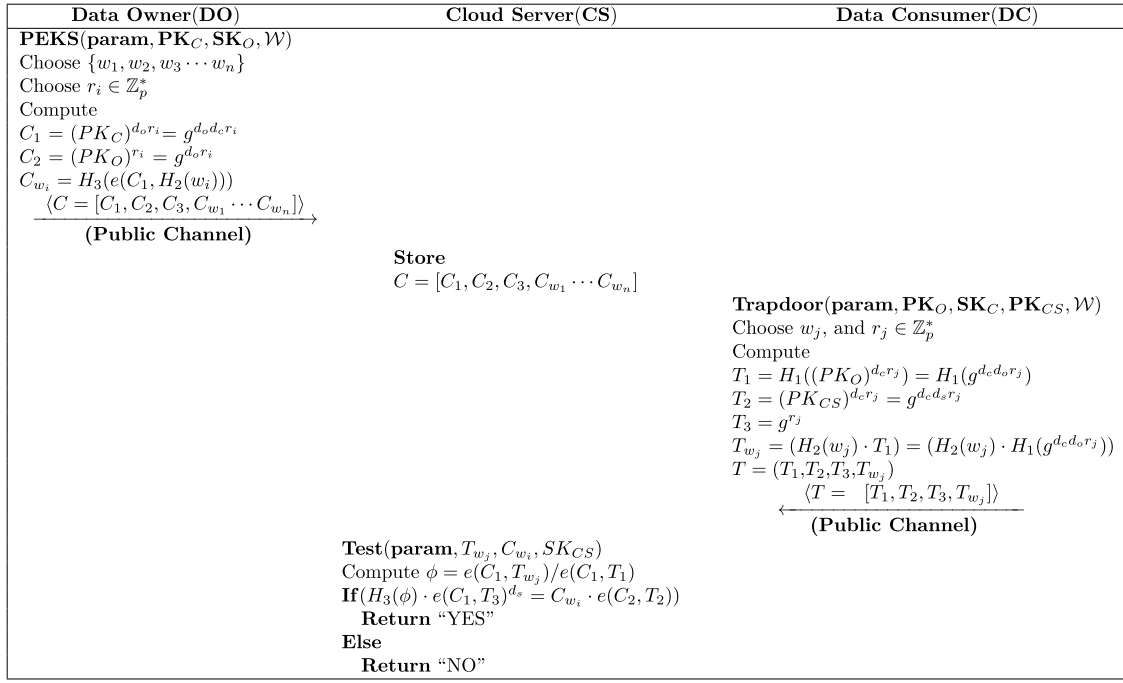 Data Owner(DO) Cloud Server(CS) Data Consumer(DC)
PEKS(param, PK_C, SK_O, 𝒲)
Choose {w_1, w_2, w_3 ⋯ w_n}
Choose r_i ∈ ℤ_p^*
Compute
C_1 = (PK_C)^{d_o r_i} = g^{d_o d_c r_i}
C_2 = (PK_O)^{r_i} = g^{d_o r_i}
C_{w_i} = H_3(e(C_1, H_2(w_i)))
⟨C = [C_1, C_2, C_3, C_{w_1} ⋯ C_{w_n}]⟩
(Public Channel)
Store
C = [C_1, C_2, C_3, C_{w_1} ⋯ C_{w_n}]
Trapdoor(param, PK_O, SK_C, PK_{CS}, 𝒲)
Choose w_j, and r_j ∈ ℤ_p^*
Compute
T_1 = H_1((PK_O)^{d_c r_j}) = H_1(g^{d_c d_o r_j})
T_2 = (PK_{CS})^{d_c r_j} = g^{d_c d_s r_j}
T_3 = g^{r_j}
T_{w_j} = (H_2(w_j) · T_1) = (H_2(w_j) · H_1(g^{d_c d_o r_j}))
T = (T_1,T_2,T_3,T_{w_j})
⟨T = [T_1, T_2, T_3, T_{w_j}]⟩
(Public Channel)
Test(param, T_{w_j}, C_{w_i}, SK_{CS})
Compute ϕ = e(C_1, T_{w_j})/e(C_1, T_1)
If(H_3(ϕ) · e(C_1, T_3)^{d_s} = C_{w_i} · e(C_2, T_2))
Return “YES”
Else
Return “NO”